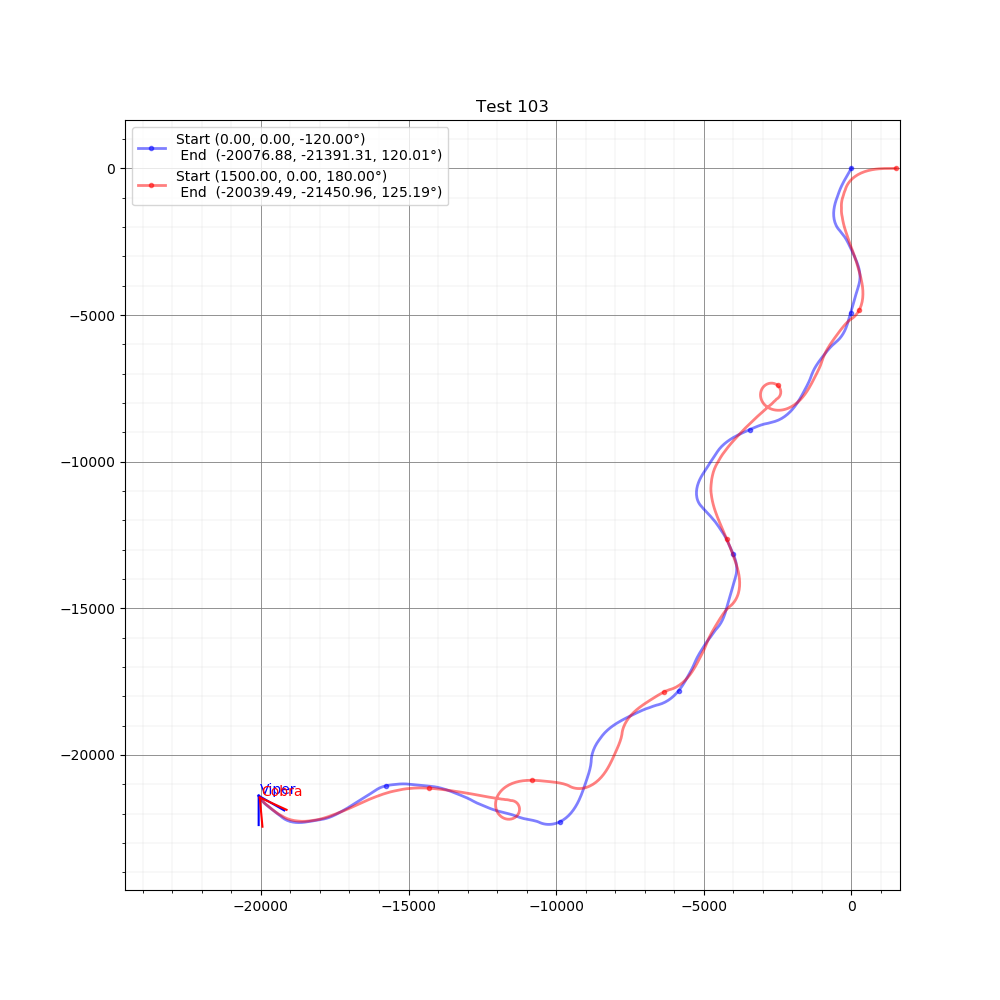 Test 103
Start (0.00, 0.00, -120.00°)
End (-20076.88, -21391.31, 120.01°)
Start (1500.00, 0.00, 180.00°)
End (-20039.49, -21450.96, 125.19°)
0
−5000
−10000
−15000
−20000
Viper
Cobra
−20000 −15000 −10000 −5000 0